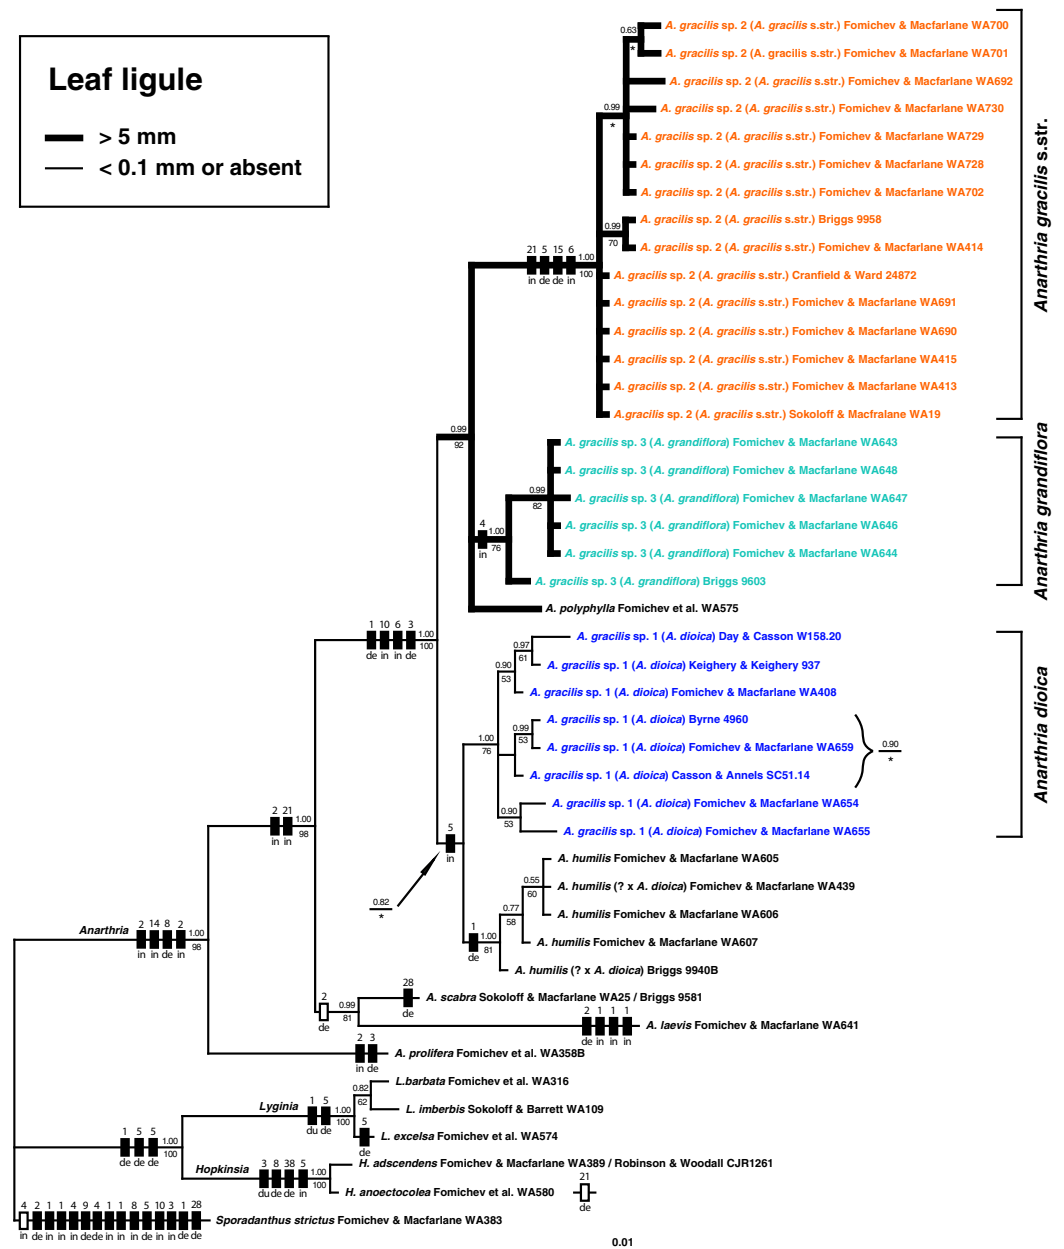 Leaf ligule
> 5 mm
< 0.1 mm or absent
A. gracilis sp. 2 (A. gracilis s.str.) Fomichev & Macfarlane WA700
0.63
*
A. gracilis sp. 2 (A. gracilis s.str.) Fomichev & Macfarlane WA701
A. gracilis sp. 2 (A. gracilis s.str.) Fomichev & Macfarlane WA692
0.99
*
A. gracilis sp. 2 (A. gracilis s.str.) Fomichev & Macfarlane WA730
A. gracilis sp. 2 (A. gracilis s.str.) Fomichev & Macfarlane WA729
A. gracilis sp. 2 (A. gracilis s.str.) Fomichev & Macfarlane WA728
A. gracilis sp. 2 (A. gracilis s.str.) Fomichev & Macfarlane WA702
A. gracilis sp. 2 (A. gracilis s.str.) Briggs 9958
0.99
70
A. gracilis sp. 2 (A. gracilis s.str.) Fomichev & Macfarlane WA414
21 5 15 6 1.00
in de de in 100
A. gracilis sp. 2 (A. gracilis s.str.) Cranfield & Ward 24872
A. gracilis sp. 2 (A. gracilis s.str.) Fomichev & Macfarlane WA691
A. gracilis sp. 2 (A. gracilis s.str.) Fomichev & Macfarlane WA690
A. gracilis sp. 2 (A. gracilis s.str.) Fomichev & Macfarlane WA415
A. gracilis sp. 2 (A. gracilis s.str.) Fomichev & Macfarlane WA413
A.gracilis sp. 2 (A. gracilis s.str.) Sokoloff & Macfralane WA19
Anarthria gracilis s.str.
0.99
92
A. gracilis sp. 3 (A. grandiflora) Fomichev & Macfarlane WA643
A. gracilis sp. 3 (A. grandiflora) Fomichev & Macfarlane WA648
0.99
82
A. gracilis sp. 3 (A. grandiflora) Fomichev & Macfarlane WA647
A. gracilis sp. 3 (A. grandiflora) Fomichev & Macfarlane WA646
4 1.00
in 76
A. gracilis sp. 3 (A. grandiflora) Fomichev & Macfarlane WA644
A. gracilis sp. 3 (A. grandiflora) Briggs 9603
Anarthria grandiflora
A. polyphylla Fomichev et al. WA575
1 10 6 3 1.00
de in in de 100
A. gracilis sp. 1 (A. dioica) Day & Casson W158.20
0.97
61
A. gracilis sp. 1 (A. dioica) Keighery & Keighery 937
0.90
53
A. gracilis sp. 1 (A. dioica) Fomichev & Macfarlane WA408
A. gracilis sp. 1 (A. dioica) Byrne 4960
0.99
53
1.00
76
A. gracilis sp. 1 (A. dioica) Fomichev & Macfarlane WA659
0.90
*
A. gracilis sp. 1 (A. dioica) Casson & Annels SC51.14
A. gracilis sp. 1 (A. dioica) Fomichev & Macfarlane WA654
0.90
53
A. gracilis sp. 1 (A. dioica) Fomichev & Macfarlane WA655
Anarthria dioica
2 21 1.00
in in 98
5
in
A. humilis Fomichev & Macfarlane WA605
0.55
60
A. humilis (? x A. dioica) Fomichev & Macfarlane WA439
0.82
*
0.77
58
A. humilis Fomichev & Macfarlane WA606
1 1.00
de 81
A. humilis Fomichev & Macfarlane WA607
A. humilis (? x A. dioica) Briggs 9940B
Anarthria
2 14 8 2 1.00
in in de in 98
28
de
A. scabra Sokoloff & Macfarlane WA25 / Briggs 9581
2
de
0.99
81
2 1 1 1
de in in in
A. laevis Fomichev & Macfarlane WA641
2 3
in de
A. prolifera Fomichev et al. WA358B
L.barbata Fomichev et al. WA316
0.82
62
Lyginia
1 5 1.00
du de 100
L. imberbis Sokoloff & Barrett WA109
5
de
L. excelsa Fomichev et al. WA574
1 5 5 1.00
de de de 100
Hopkinsia
3 8 38 5 1.00
du de de in 100
H. adscendens Fomichev & Macfarlane WA389 / Robinson & Woodall CJR1261
H. anoectocolea Fomichev et al. WA580
21
de
4 2 1 1 4 9 4 1 1 8 5 10 3 1 28
in de in in in de de in in in de in in de de
Sporadanthus strictus Fomichev & Macfarlane WA383
0.01